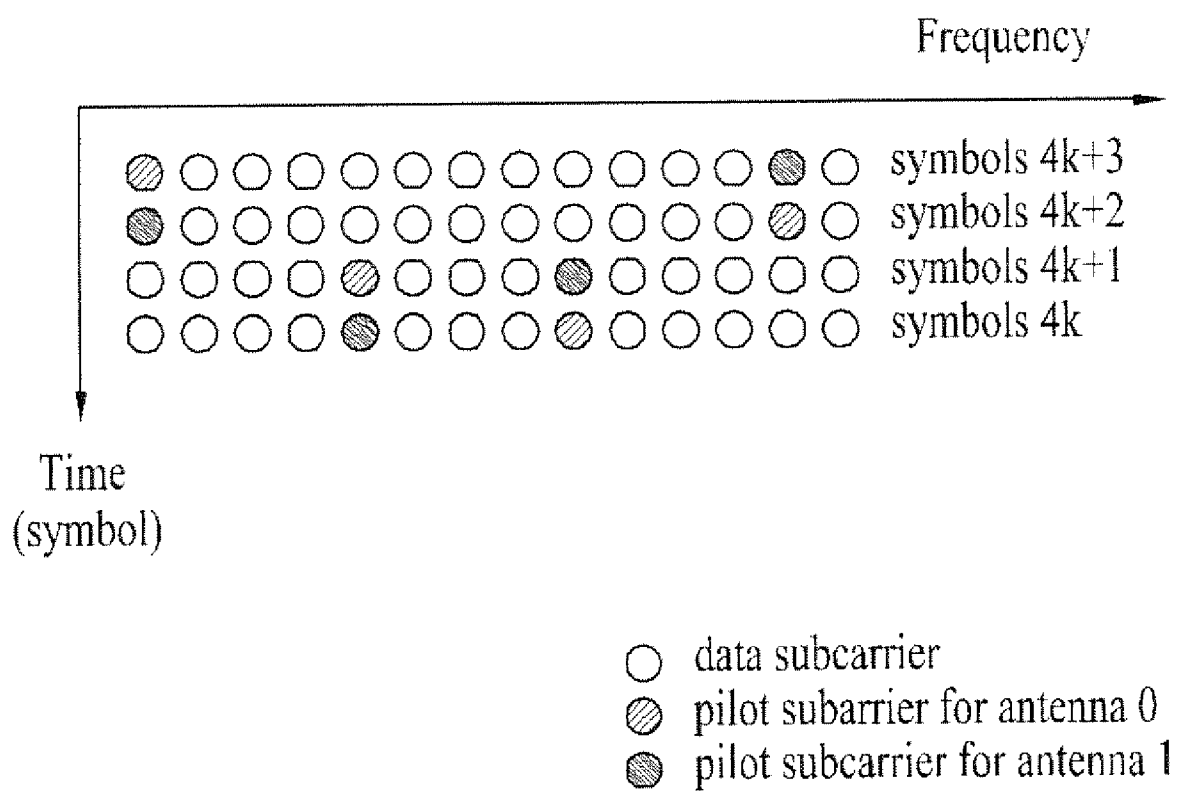 Frequency
symbols 4k+3
symbols 4k+2
symbols 4k+1
symbols 4k
Time
(symbol)
data subcarrier
pilot subarrier for antenna 0
pilot subcarrier for antenna 1